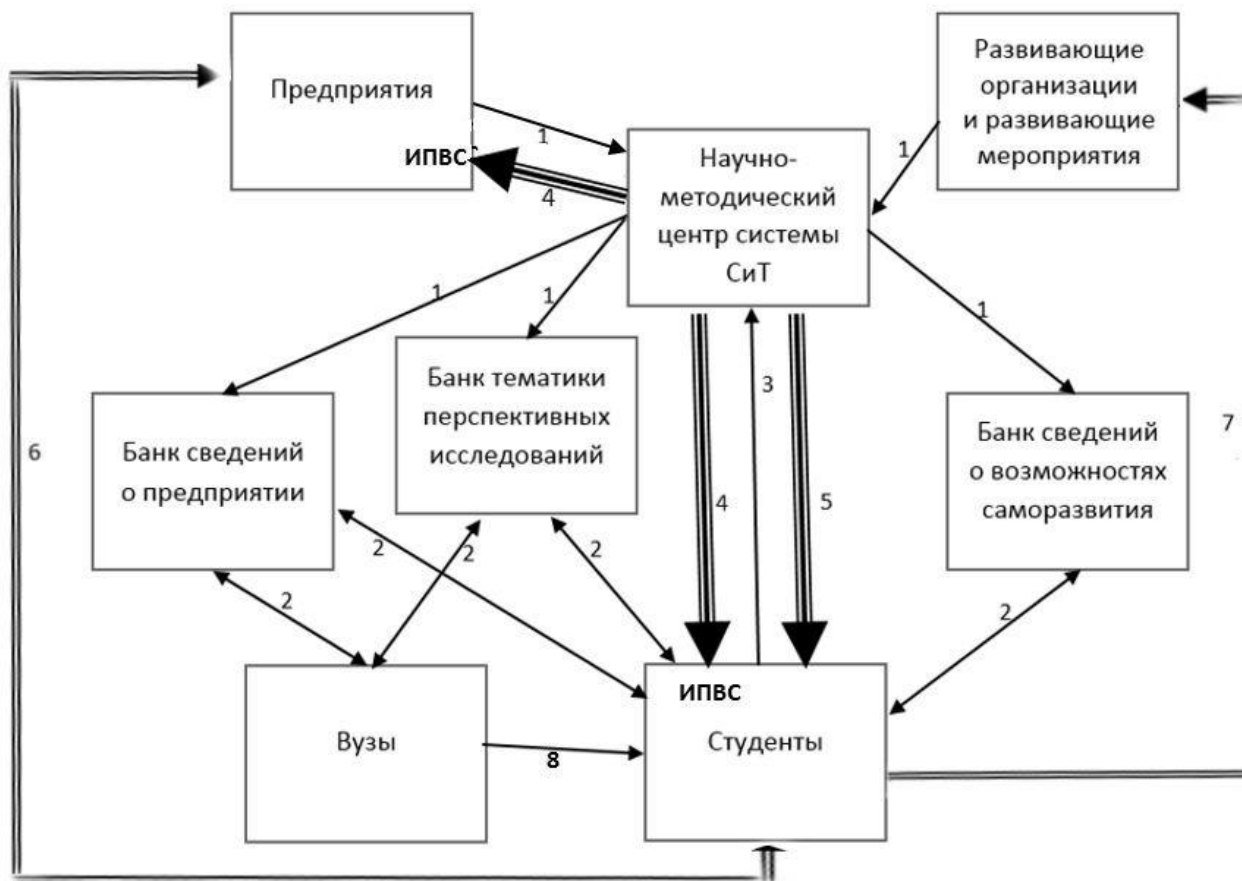 Предприятия
ИПВС
Развивающие
организации
и развивающие
мероприятия
1
4
1
Научно-
методический
центр системы
СиТ
1
1
1
Банк сведений
о предприятии
Банк тематики
перспективных
исследований
3
4
5
Банк сведений
о возможностях
саморазвития
6
7
2
2
2
2
2
Вузы
8
ИПВС
Студенты